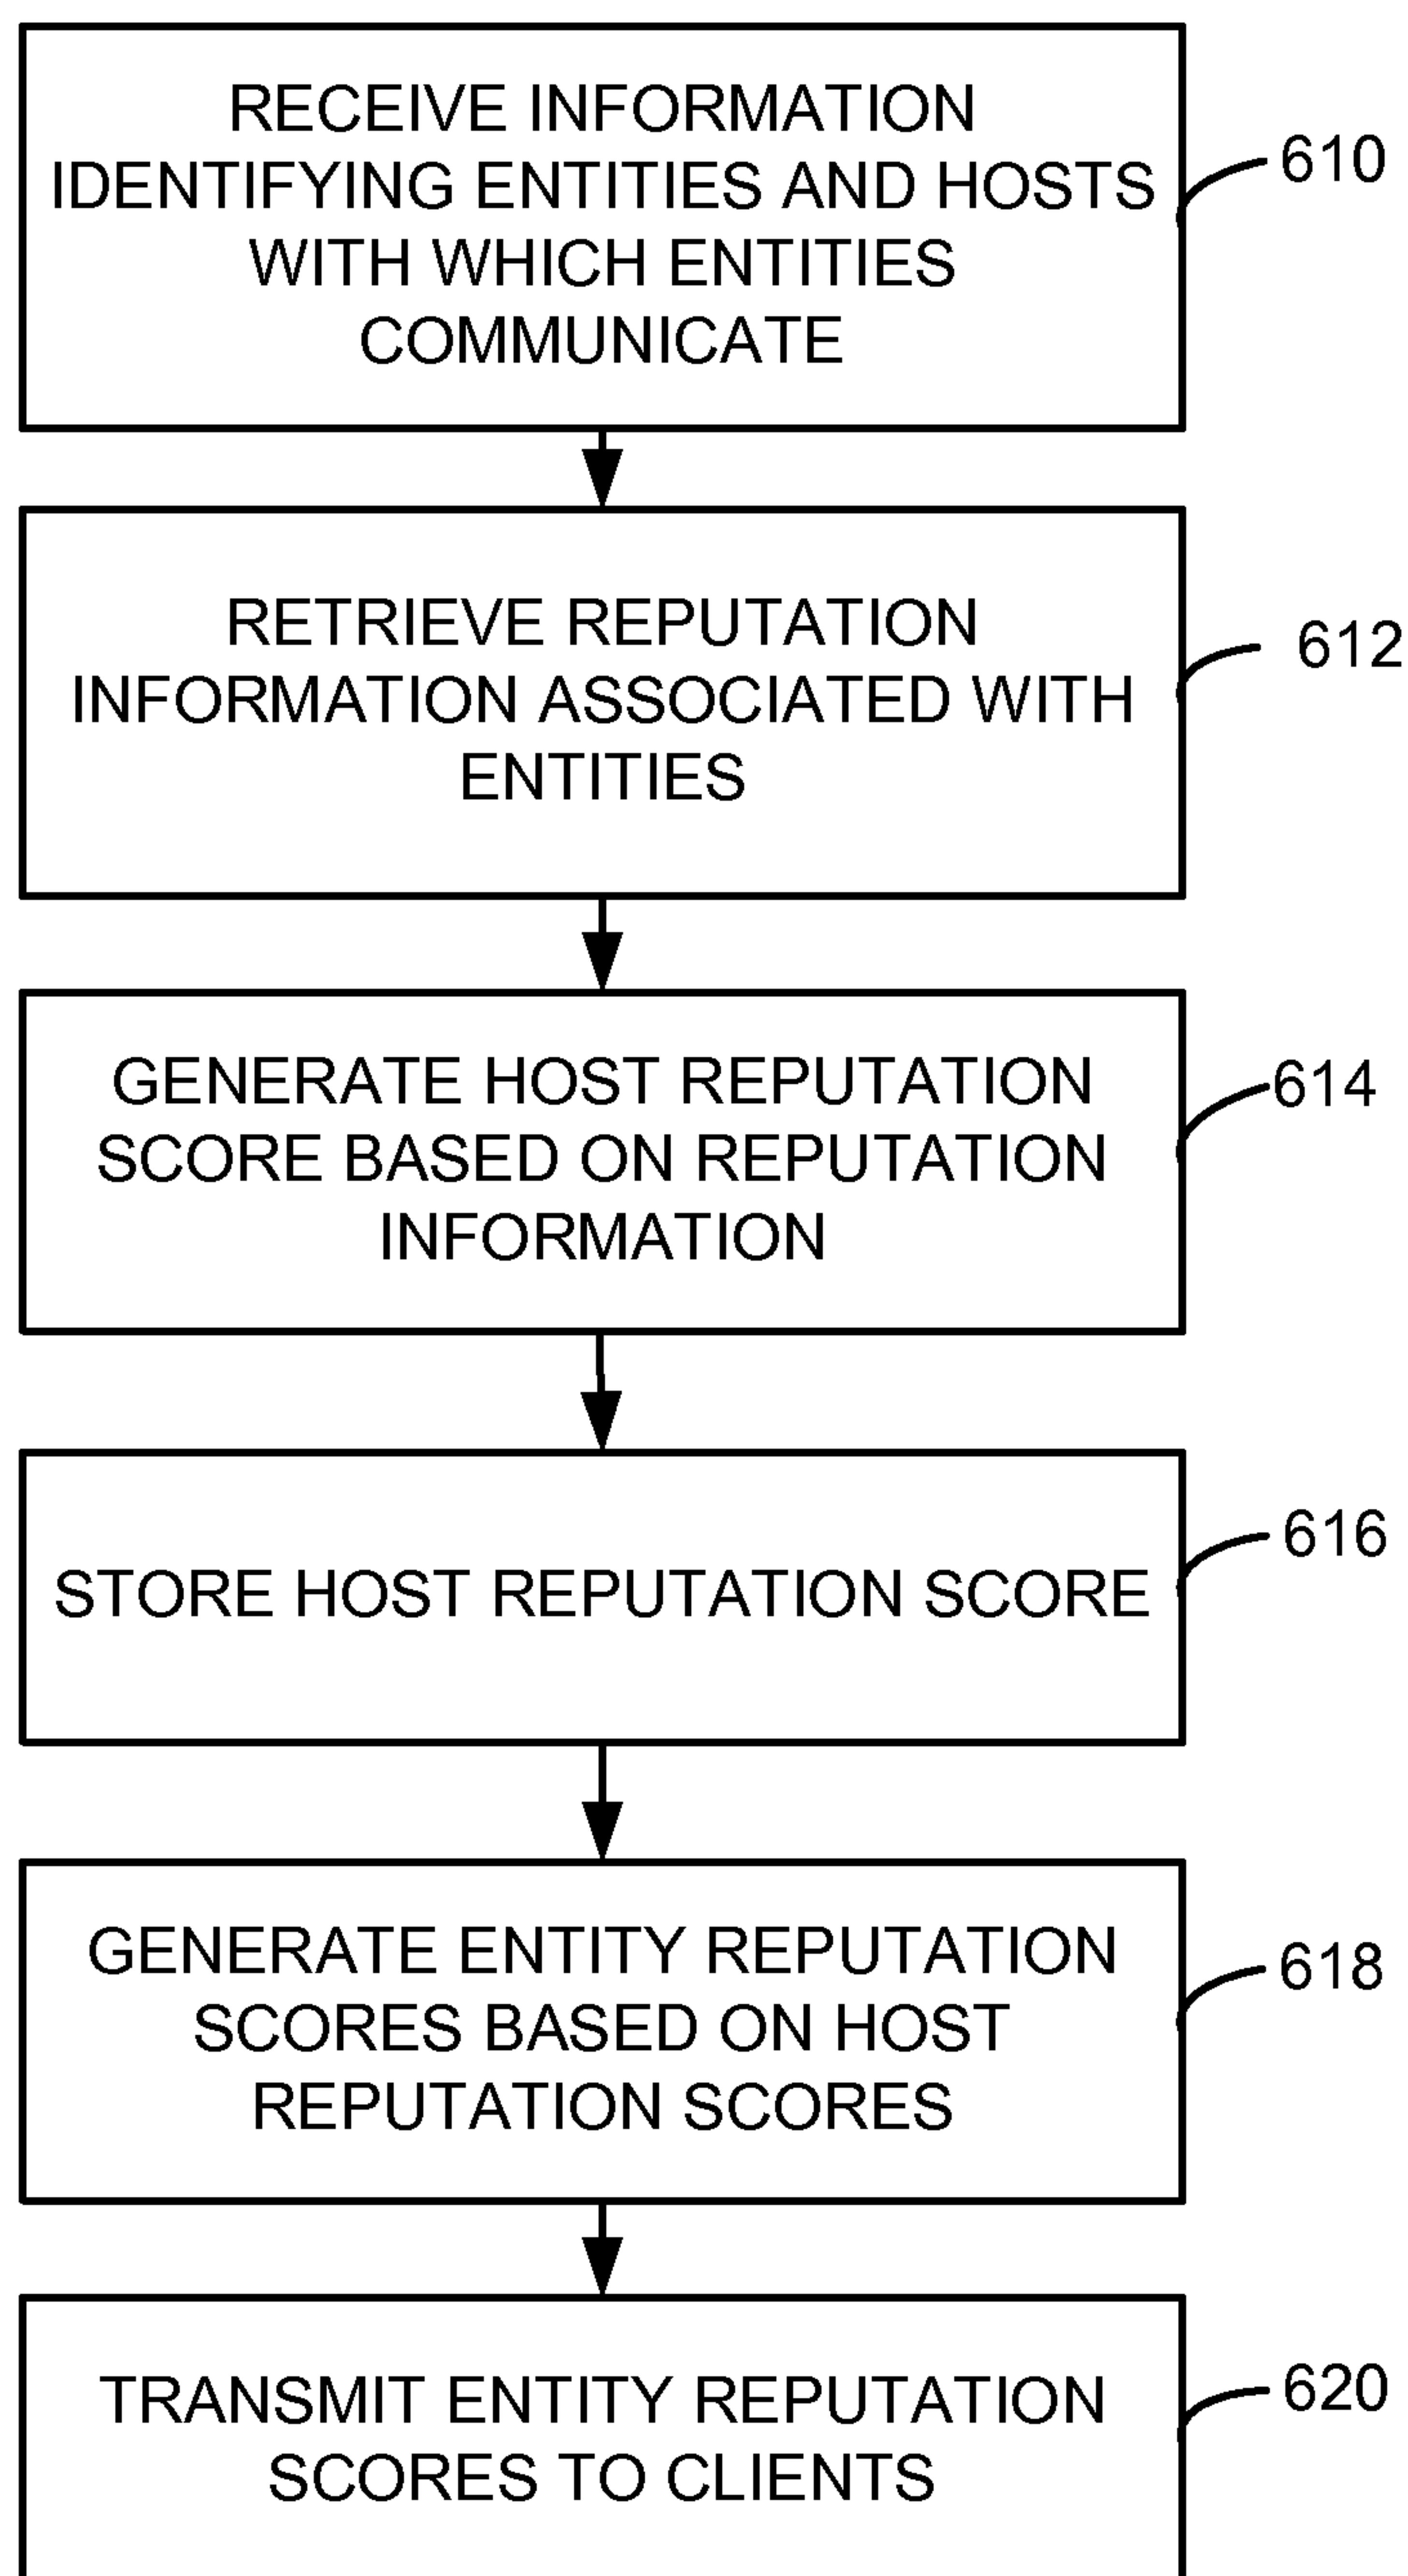 RECEIVE INFORMATION
IDENTIFYING ENTITIES AND HOSTS
WITH WHICH ENTITIES
COMMUNICATE
610
RETRIEVE REPUTATION
INFORMATION ASSOCIATED WITH
ENTITIES
612
GENERATE HOST REPUTATION
SCORE BASED ON REPUTATION
INFORMATION
614
STORE HOST REPUTATION SCORE
616
GENERATE ENTITY REPUTATION
SCORES BASED ON HOST
REPUTATION SCORES
618
TRANSMIT ENTITY REPUTATION
SCORES TO CLIENTS
620